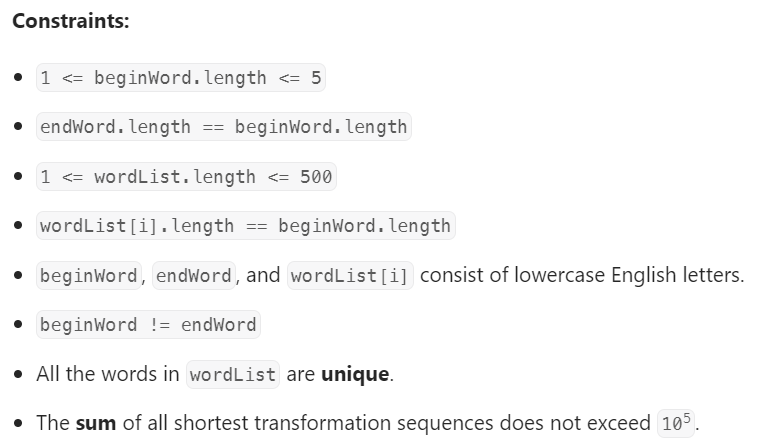 Constraints:
1 <= beginWord.length <= 5
endWord.length == beginWord.length
1 <= wordList.length <= 500
wordList[i].length == beginWord.length
beginWord, endWord, and wordList[i] consist of lowercase English letters.
beginWord != endWord
All the words in wordList are unique.
The sum of all shortest transformation sequences does not exceed 10⁵.